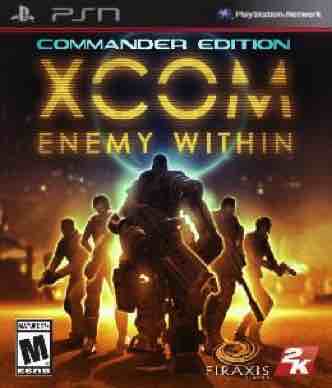 PSN
PlayStation Network
COMMANDER EDITION
XCOM
ENEMY WITHIN
MATURE 17+
M
ESRB
FIRAXIS
GAMES
2K